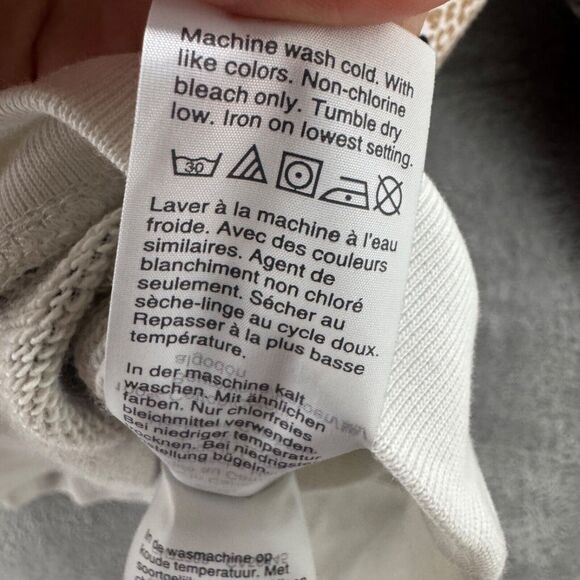 Machine wash cold. With
like colors. Non-chlorine
bleach only. Tumble dry
low. Iron on lowest setting.
30
Laver à la machine à l'eau
froide. Avec des couleurs
similaires. Agent de
blanchiment non chloré
seulement. Sécher au
sèche-linge au cycle doux.
Repasser à la plus basse
température.
In der maschine kalt
waschen. Mit ähnlichen
farben. Nur chlorfreies
bleichmittel verwenden.
Bei niedriger temperatur
trocknen. Bei niedrigster
stellung bügeln.
In de wasmachine op
koude temperatuur. Met